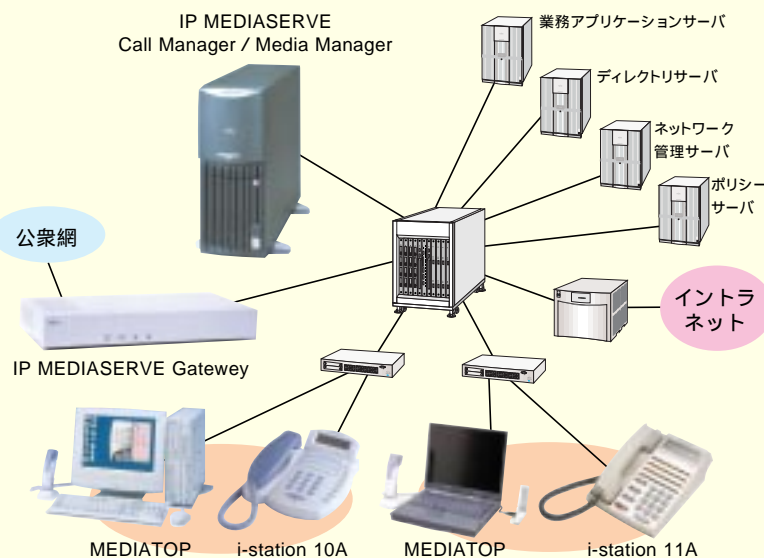 IP MEDIASERVE
Call Manager / Media Manager
業務アプリケーションサーバ
ディレクトリサーバ
ネットワーク
管理サーバ
ポリシー
サーバ
公衆網
イントラ
ネット
IP MEDIASERVE Gatewey
MEDIATOP
i-station 10A
MEDIATOP
i-station 11A